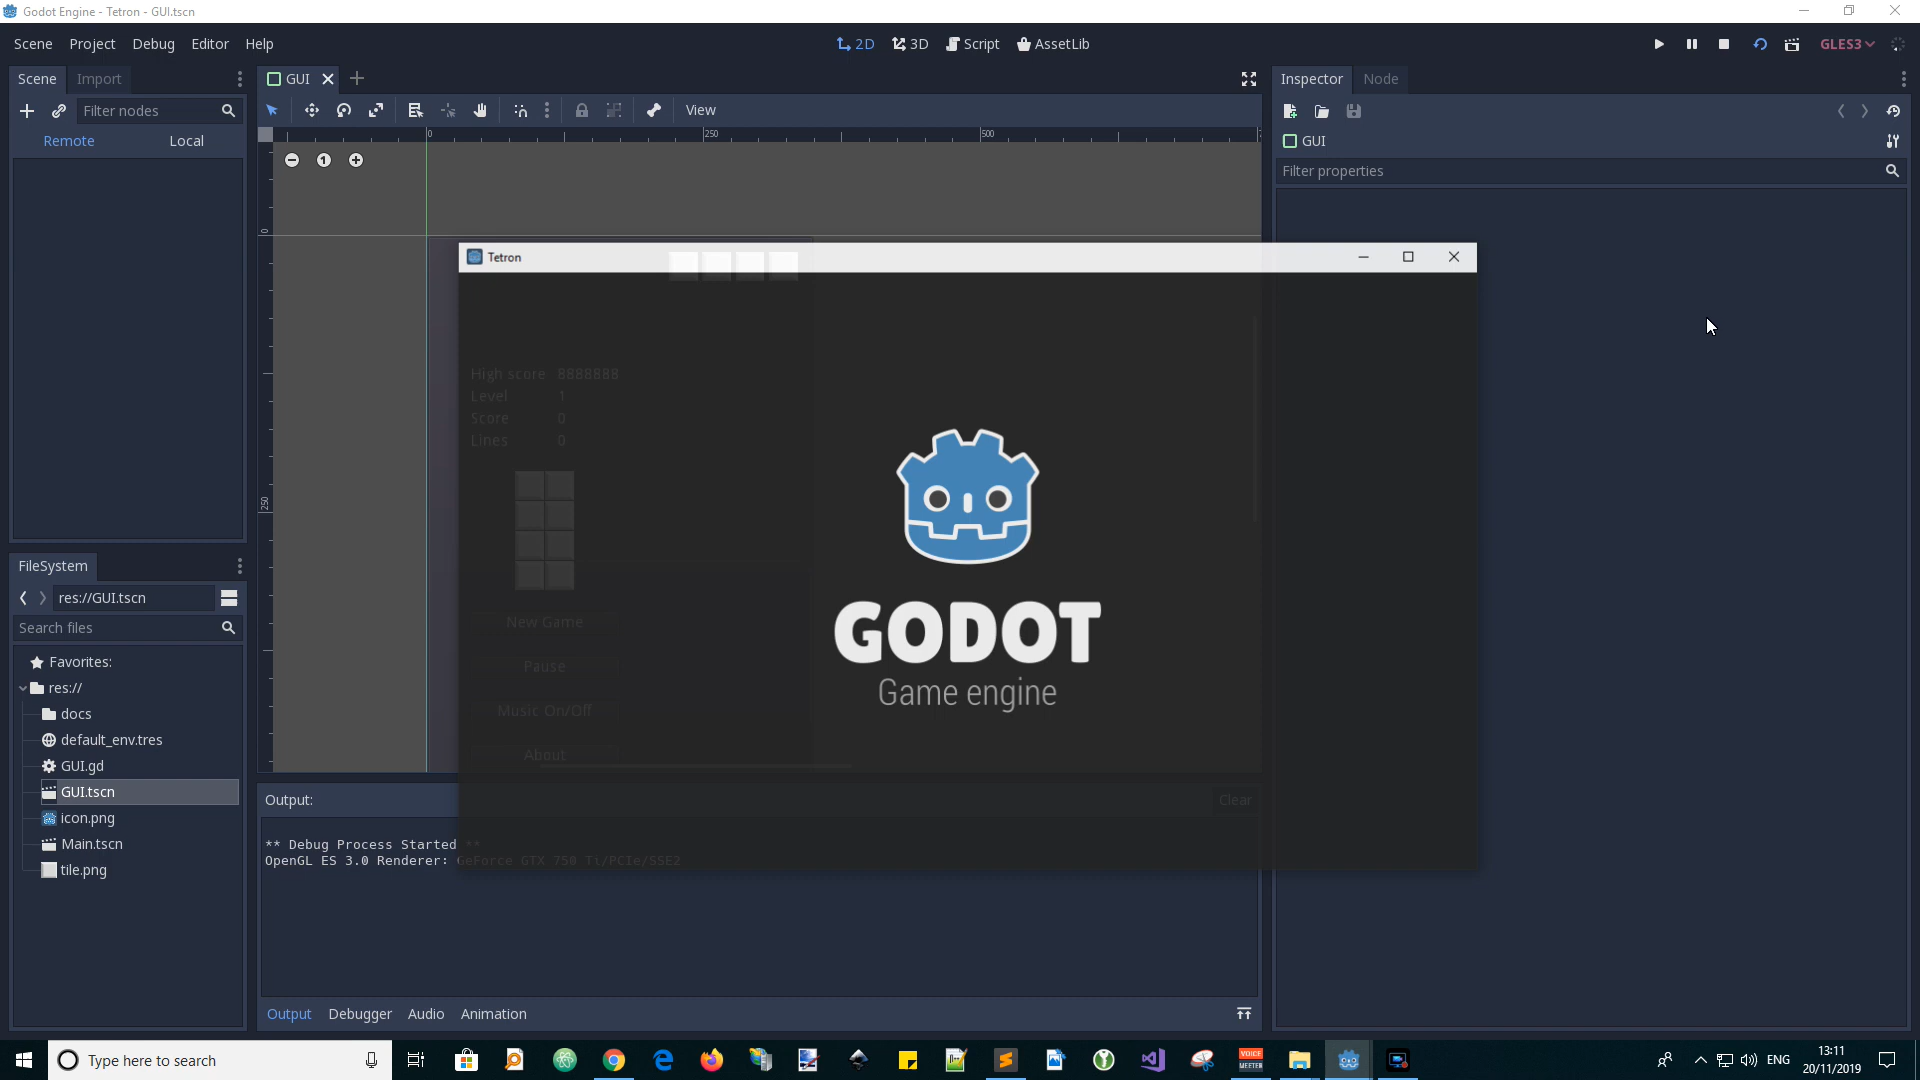 Godot Engine - Tetron - GUI.tscn
Scene Project Debug Editor Help
2D 3D Script AssetLib
GLES3
Scene Import
GUI
Inspector Node
Filter nodes
View
Remote Local
0 250 500
GUI
Filter properties
0
Tetron
High score 8888888
Level 1
Score 0
Lines 0
250
GODOT
Game engine
New Game
Pause
Music On/Off
About
FileSystem
res://GUI.tscn
Search files
Favorites:
res://
docs
default_env.tres
GUI.gd
GUI.tscn
icon.png
Main.tscn
tile.png
Output: Clear
** Debug Process Started **
OpenGL ES 3.0 Renderer: GeForce GTX 750 Ti/PCIe/SSE2
Output Debugger Audio Animation
Type here to search
VOICE
MEETER
ENG
13:11
20/11/2019